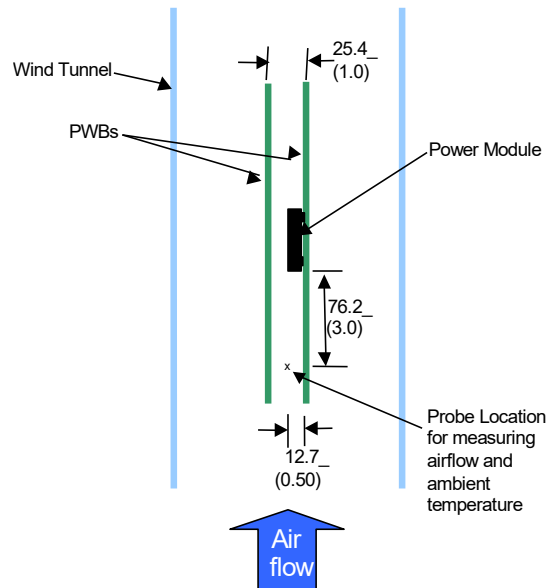 25.4_
(1.0)
Wind Tunnel
PWBs
Power Module
76.2_
(3.0)
x
Probe Location
for measuring
airflow and
ambient
temperature
12.7_
(0.50)
Air
flow